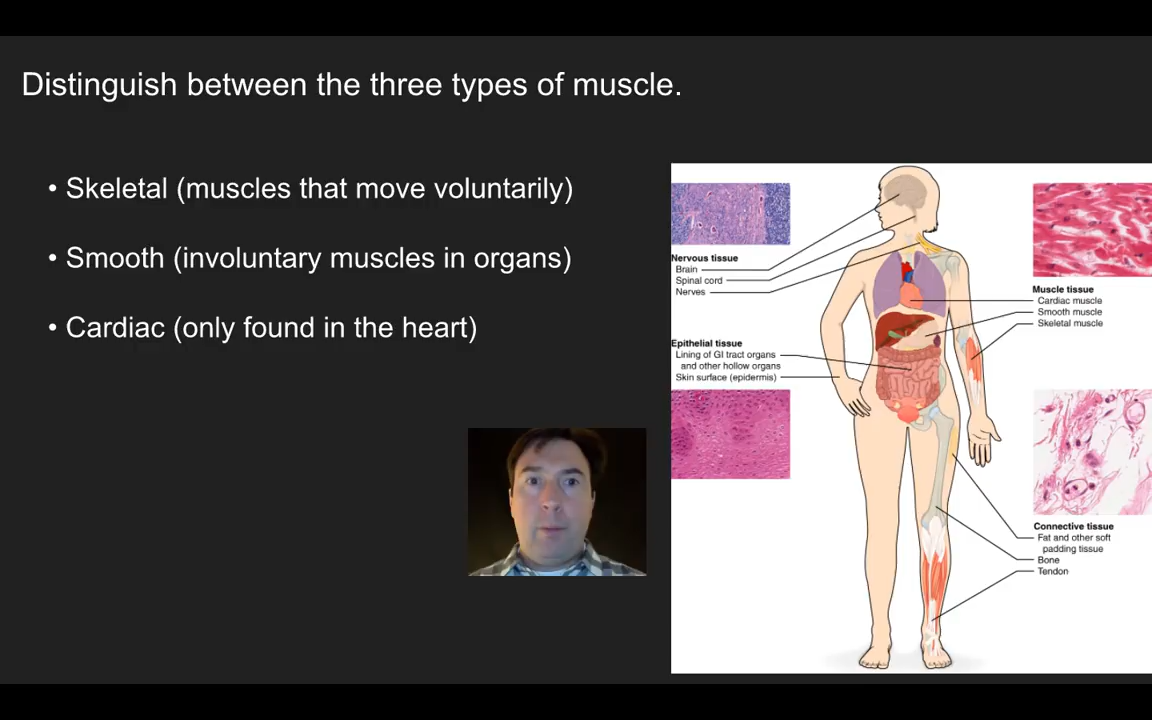 Distinguish between the three types of muscle.
• Skeletal (muscles that move voluntarily)
• Smooth (involuntary muscles in organs)
• Cardiac (only found in the heart)
Nervous tissue
Brain
Spinal cord
Nerves
Epithelial tissue
Lining of GI tract organs
and other hollow organs
Skin surface (epidermis)
Muscle tissue
Cardiac muscle
Smooth muscle
Skeletal muscle
Connective tissue
Fat and other soft
padding tissue
Bone
Tendon